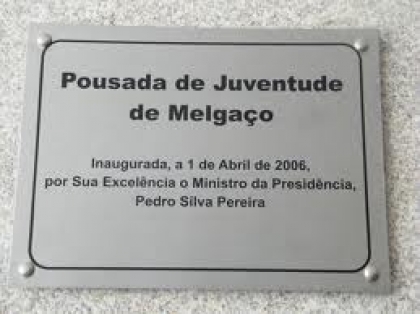 Pousada de Juventude
de Melgaço
Inaugurada, a 1 de Abril de 2006,
por Sua Excelência o Ministro da Presidência,
Pedro Silva Pereira